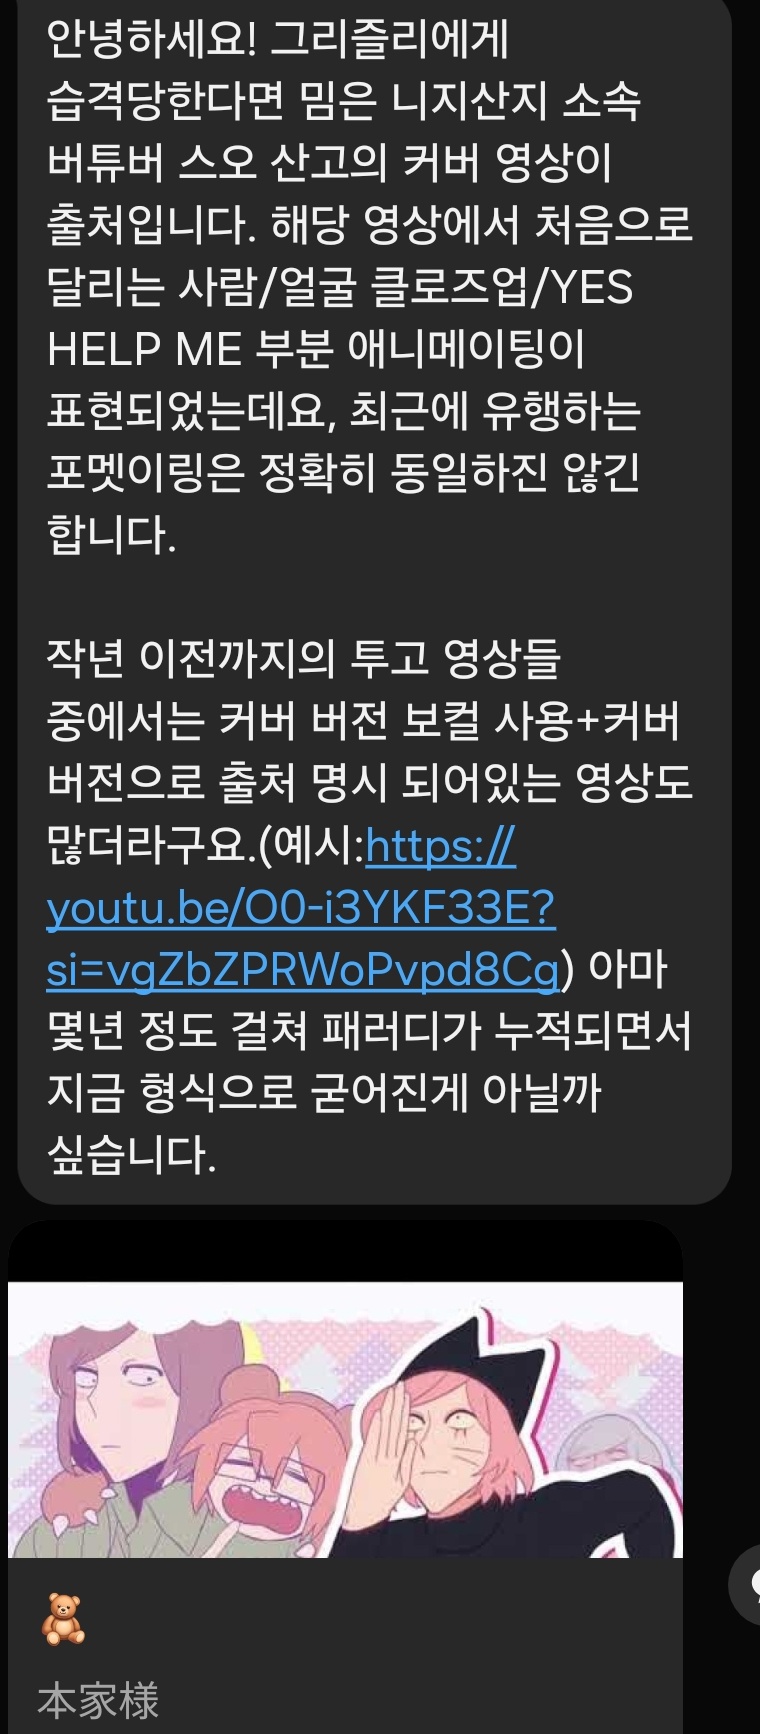 안녕하세요! 그리즐리에게
습격당한다면 밈은 니지산지 소속
버튜버 스오 산고의 커버 영상이
출처입니다. 해당 영상에서 처음으로
달리는 사람/얼굴 클로즈업/YES
HELP ME 부분 애니메이팅이
표현되었는데요, 최근에 유행하는
포멧이링은 정확히 동일하진 않긴
합니다.

작년 이전까지의 투고 영상들
중에서는 커버 버전 보컬 사용+커버
버전으로 출처 명시 되어있는 영상도
많더라구요.(예시:https://
youtu.be/O0-i3YKF33E?
si=vgZbZPRWoPvpd8Cg) 아마
몇년 정도 걸쳐 패러디가 누적되면서
지금 형식으로 굳어진게 아닐까
싶습니다.
🧸
本家様